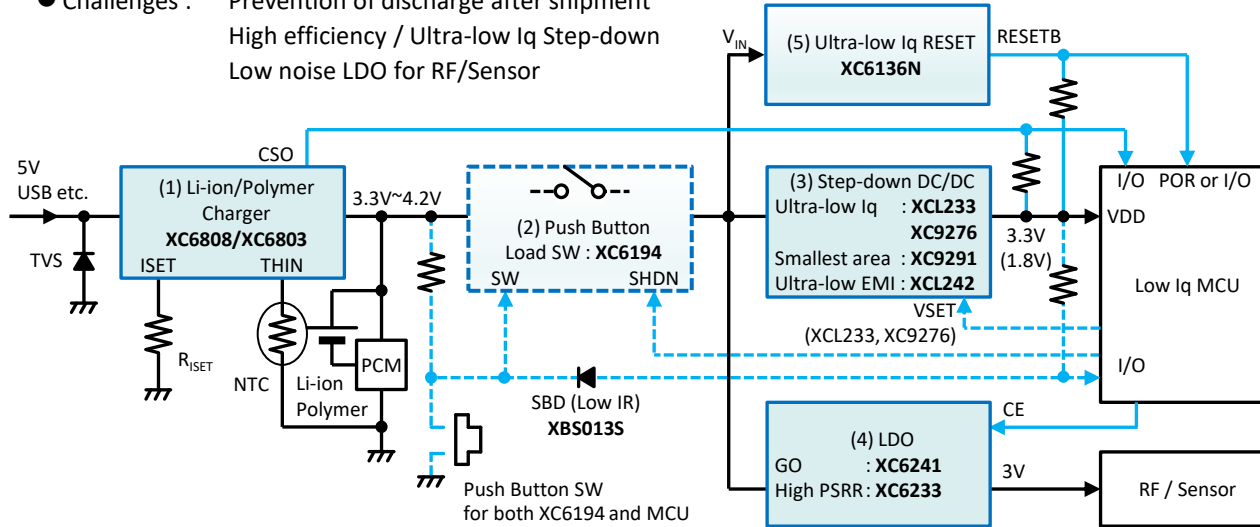 ● Challenges : Prevention of discharge after shipment
High efficiency / Ultra-low Iq Step-down
Low noise LDO for RF/Sensor
5V
USB etc.
TVS
CSO
(1) Li-ion/Polymer
Charger
XC6808/XC6803
ISET THIN
RISET
NTC
Li-ion
Polymer
PCM
3.3V~4.2V
(2) Push Button
Load SW : XC6194
SW SHDN
SBD (Low IR)
XBS013S
Push Button SW
for both XC6194 and MCU
VIN
(5) Ultra-low Iq RESET
XC6136N
RESETB
(3) Step-down DC/DC
Ultra-low Iq : XCL233
XC9276
Smallest area : XC9291
Ultra-low EMI : XCL242
VSET
(XCL233, XC9276)
3.3V
(1.8V)
I/O POR or I/O
VDD
Low Iq MCU
I/O
CE
(4) LDO
GO : XC6241
High PSRR : XC6233
3V
RF / Sensor